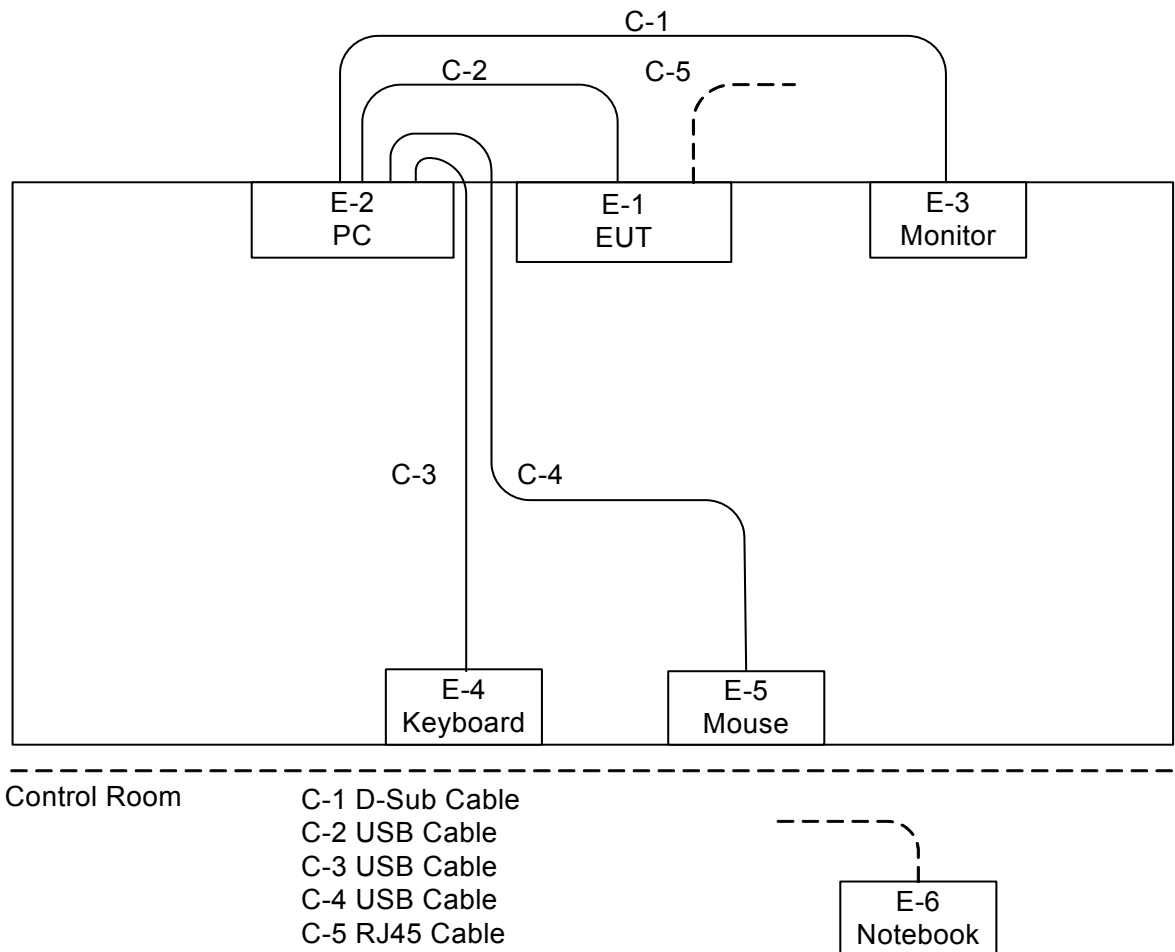 C-1
C-2
C-5
E-2
PC
E-1
EUT
E-3
Monitor
C-3
C-4
E-4
Keyboard
E-5
Mouse
Control Room
C-1 D-Sub Cable
C-2 USB Cable
C-3 USB Cable
C-4 USB Cable
C-5 RJ45 Cable
E-6
Notebook